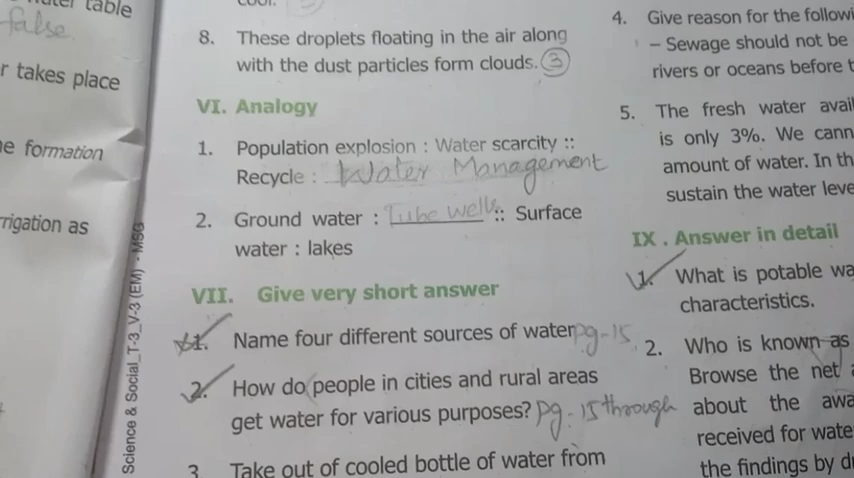 table
false
r takes place
e formation
rrigation as
Science & Social_T-3_V-3 (EM) - MSG
8. These droplets floating in the air along
with the dust particles form clouds. 3
VI. Analogy
1. Population explosion : Water scarcity ::
Recycle : Water Management
2. Ground water : Tube wells :: Surface
water : lakes
VII. Give very short answer
1. Name four different sources of water pg-15
2. How do people in cities and rural areas
get water for various purposes? pg-15 through
3 Take out of cooled bottle of water from
4. Give reason for the followi
– Sewage should not be
rivers or oceans before t
5. The fresh water avail
is only 3%. We cann
amount of water. In th
sustain the water leve
IX . Answer in detail
1. What is potable wa
characteristics.
2. Who is known as
Browse the net a
about the awa
received for wate
the findings by dr